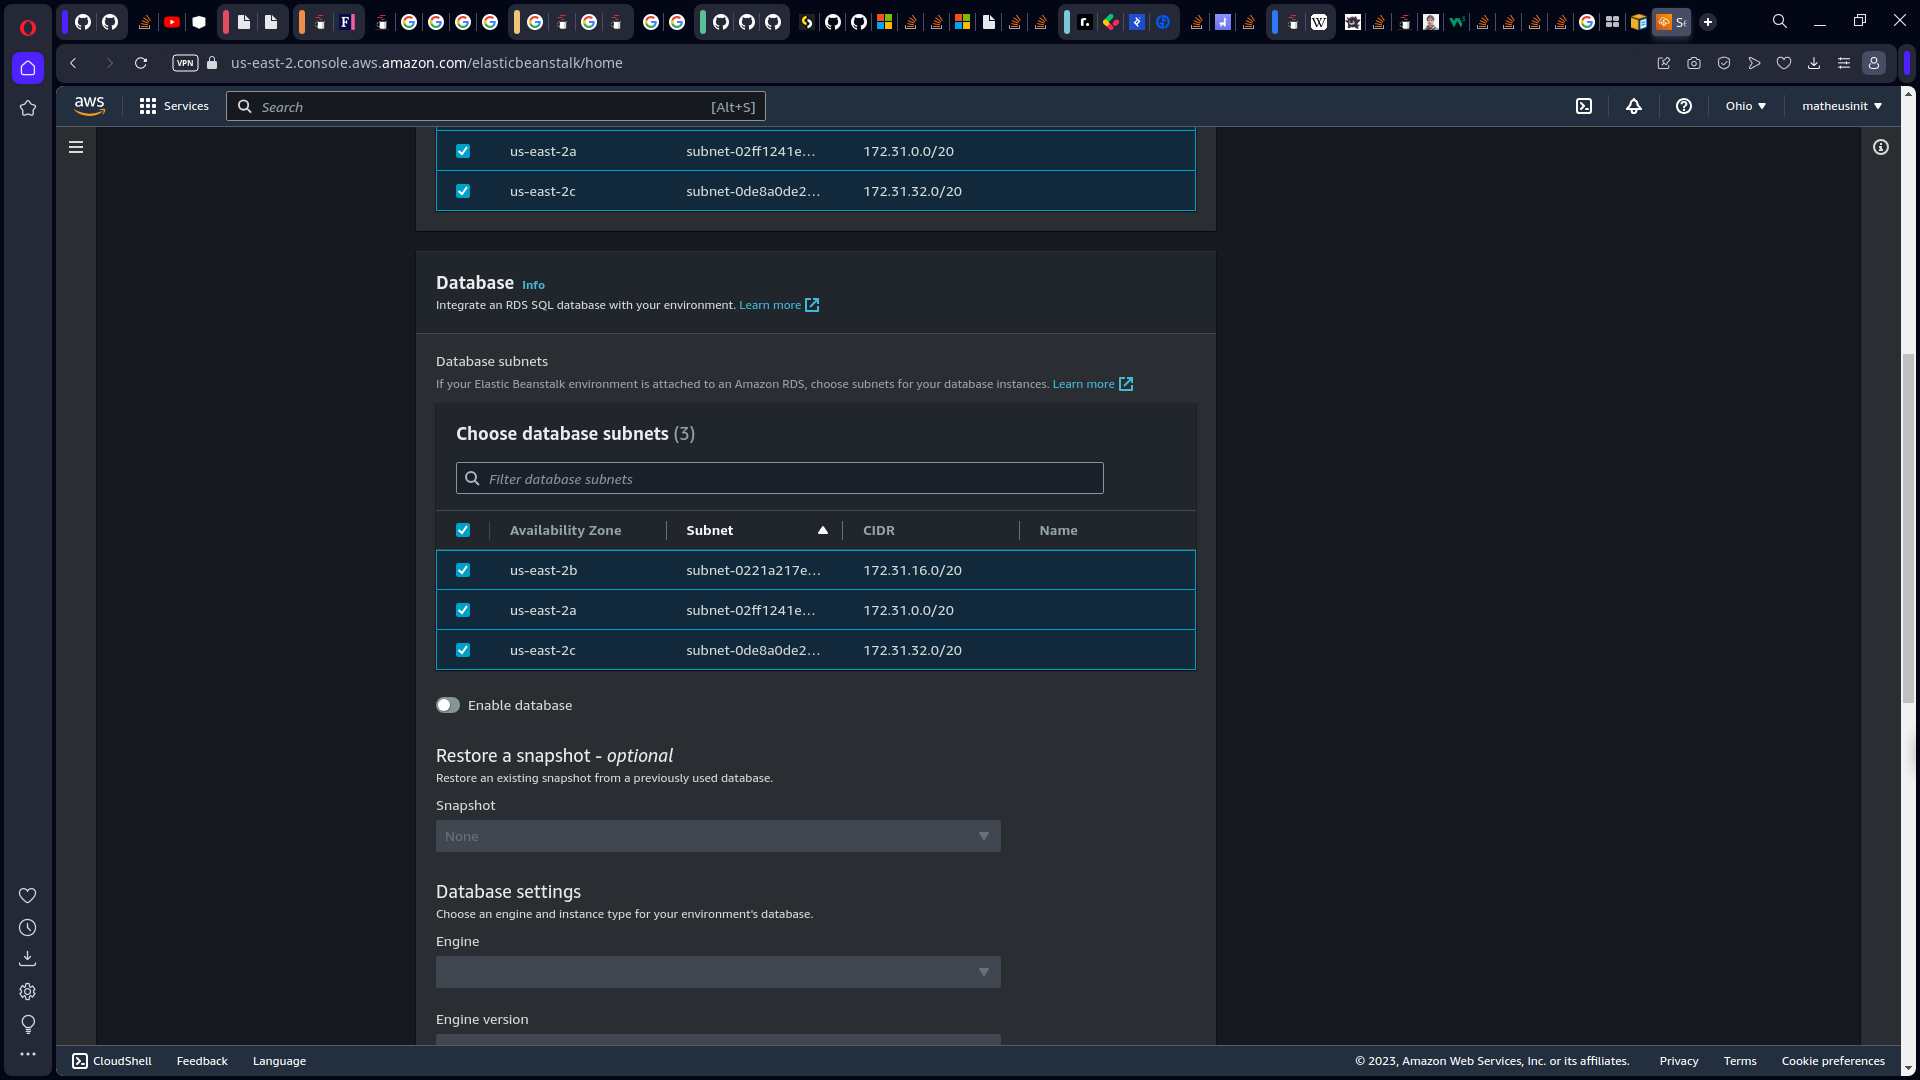 VPN us-east-2.console.aws.amazon.com/elasticbeanstalk/home
aws Services Search [Alt+S] Ohio matheusinit
us-east-2a subnet-02ff1241e... 172.31.0.0/20
us-east-2c subnet-0de8a0de2... 172.31.32.0/20
Database Info
Integrate an RDS SQL database with your environment. Learn more
Database subnets
If your Elastic Beanstalk environment is attached to an Amazon RDS, choose subnets for your database instances. Learn more
Choose database subnets (3)
Filter database subnets
Availability Zone Subnet CIDR Name
us-east-2b subnet-0221a217e... 172.31.16.0/20
us-east-2a subnet-02ff1241e... 172.31.0.0/20
us-east-2c subnet-0de8a0de2... 172.31.32.0/20
Enable database
Restore a snapshot - optional
Restore an existing snapshot from a previously used database.
Snapshot
None
Database settings
Choose an engine and instance type for your environment's database.
Engine
Engine version
CloudShell Feedback Language © 2023, Amazon Web Services, Inc. or its affiliates. Privacy Terms Cookie preferences